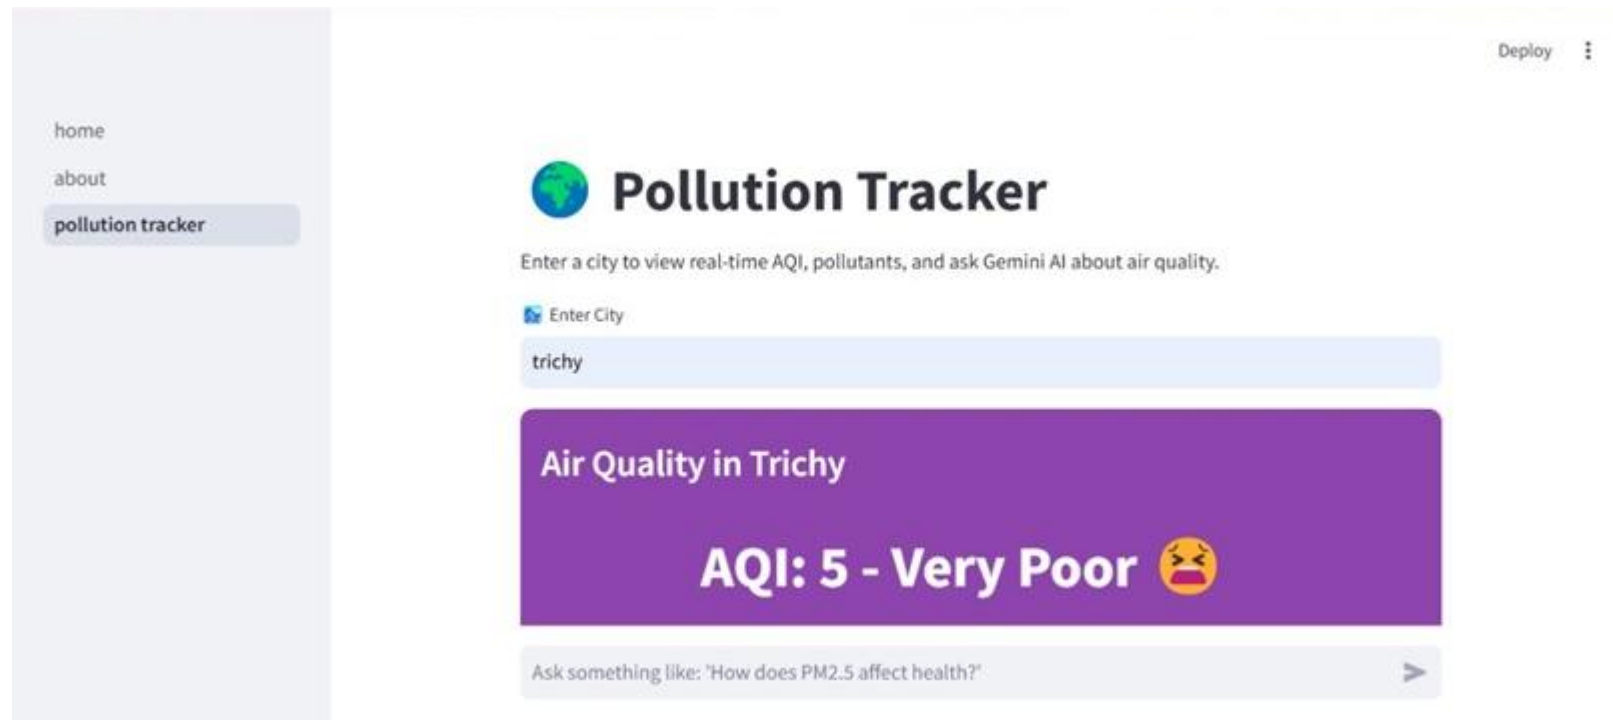 Deploy
home
about
pollution tracker
Pollution Tracker
Enter a city to view real-time AQI, pollutants, and ask Gemini AI about air quality.
Enter City
trichy
Air Quality in Trichy
AQI: 5 - Very Poor
Ask something like: 'How does PM2.5 affect health?'